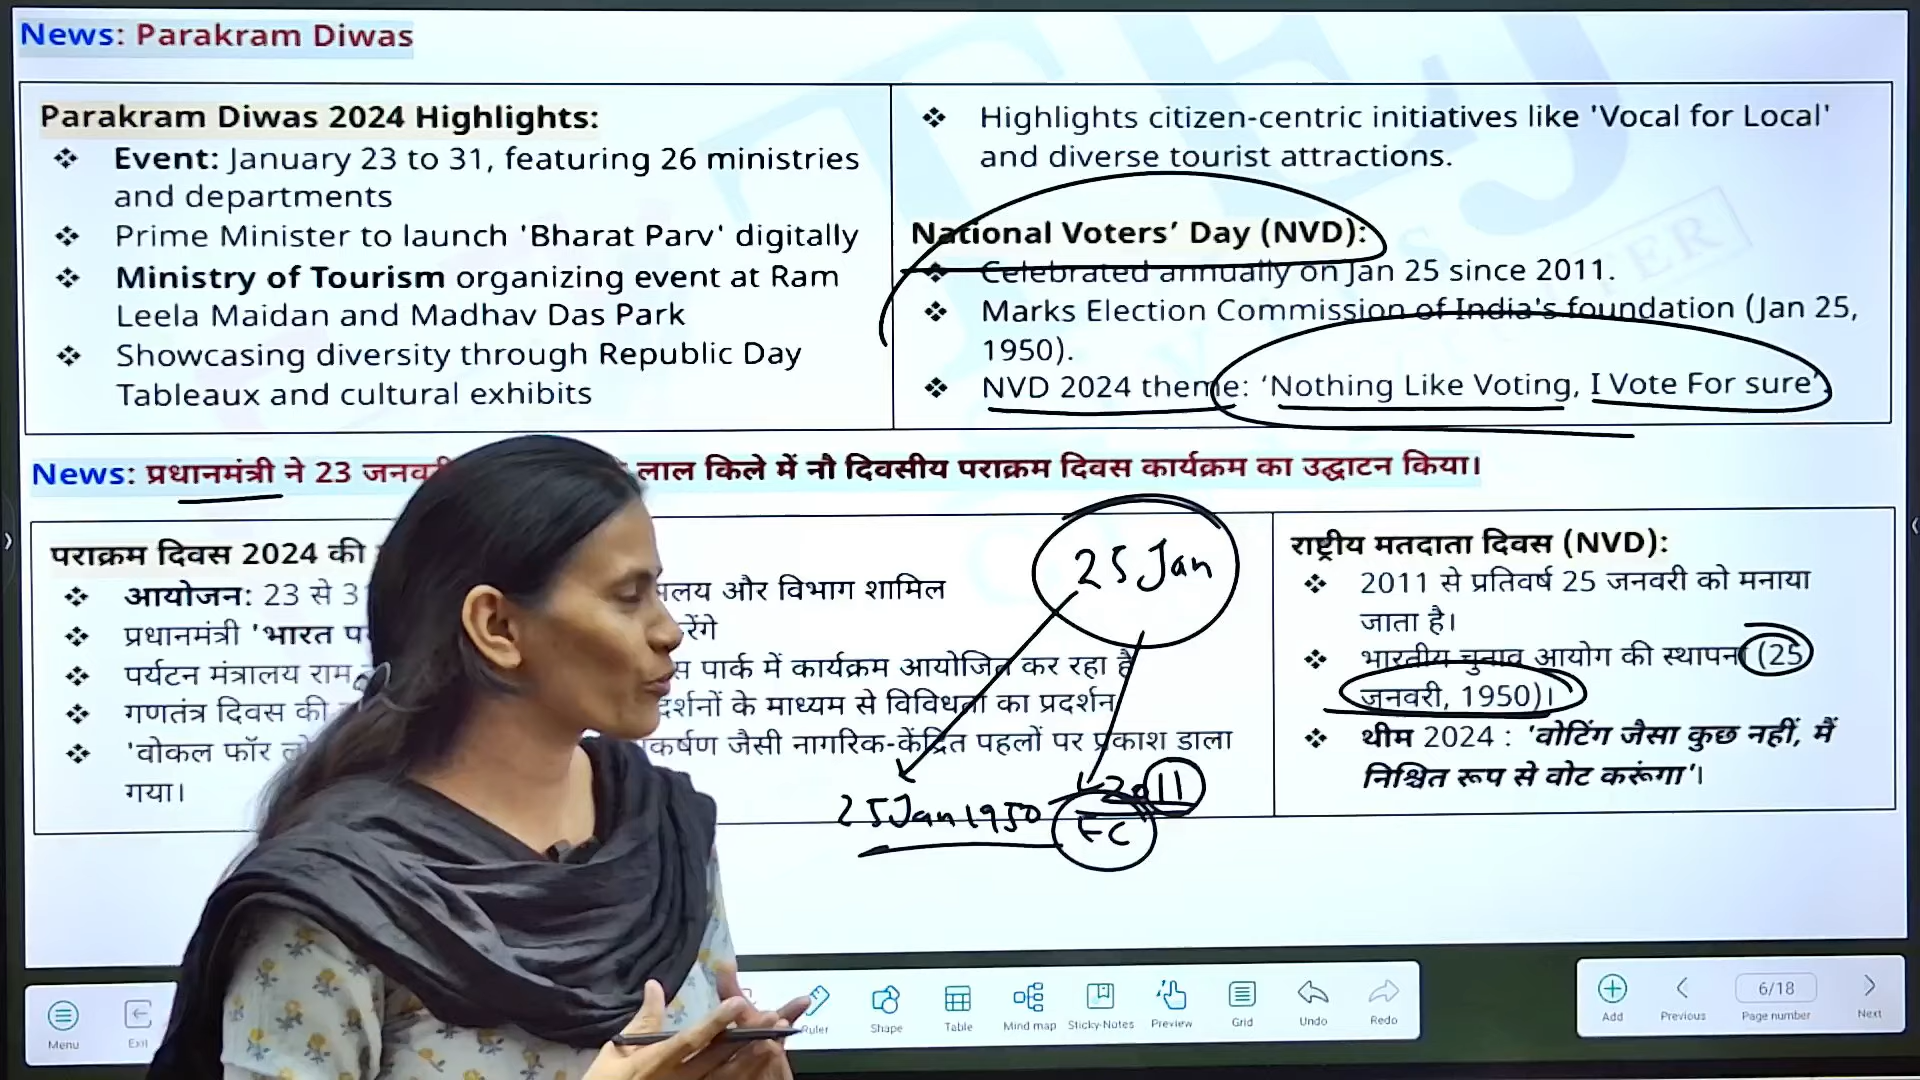 News: Parakram Diwas
Parakram Diwas 2024 Highlights:
❖ Event: January 23 to 31, featuring 26 ministries
and departments
❖ Prime Minister to launch 'Bharat Parv' digitally
❖ Ministry of Tourism organizing event at Ram
Leela Maidan and Madhav Das Park
❖ Showcasing diversity through Republic Day
Tableaux and cultural exhibits
❖ Highlights citizen-centric initiatives like 'Vocal for Local'
and diverse tourist attractions.
National Voters’ Day (NVD):
❖ Celebrated annually on Jan 25 since 2011.
❖ Marks Election Commission of India's foundation (Jan 25,
1950).
❖ NVD 2024 theme: ‘Nothing Like Voting, I Vote For sure’
News: प्रधानमंत्री ने 23 लाल किले में नौ दिवसीय पराक्रम दिवस कार्यक्रम का उद्घाटन किया।
पराक्रम दिवस 2024 की
❖ आयोजन: 23 से और विभाग शामिल
❖ प्रधानमंत्री 'भारत
❖ पर्यटन मंत्रालय राम पार्क में कार्यक्रम आयोजित कर रहा है
❖ गणतंत्र दिवस की के माध्यम से विविधता का प्रदर्शन
❖ 'वोकल फॉर जैसी नागरिक-केंद्रित पहलों पर प्रकाश डाला
गया।
25 Jan
25 Jan 1950
2011
EC
राष्ट्रीय मतदाता दिवस (NVD):
❖ 2011 से प्रतिवर्ष 25 जनवरी को मनाया
जाता है।
❖ भारतीय चुनाव आयोग की स्थापना (25
जनवरी, 1950)।
❖ थीम 2024 : 'वोटिंग जैसा कुछ नहीं, मैं
निश्चित रूप से वोट करूंगा'।
Menu
Exit
Ruler
Shape
Table
Mind map
Sticky-Notes
Preview
Grid
Undo
Redo
Add
Previous
6/18
Page number
Next